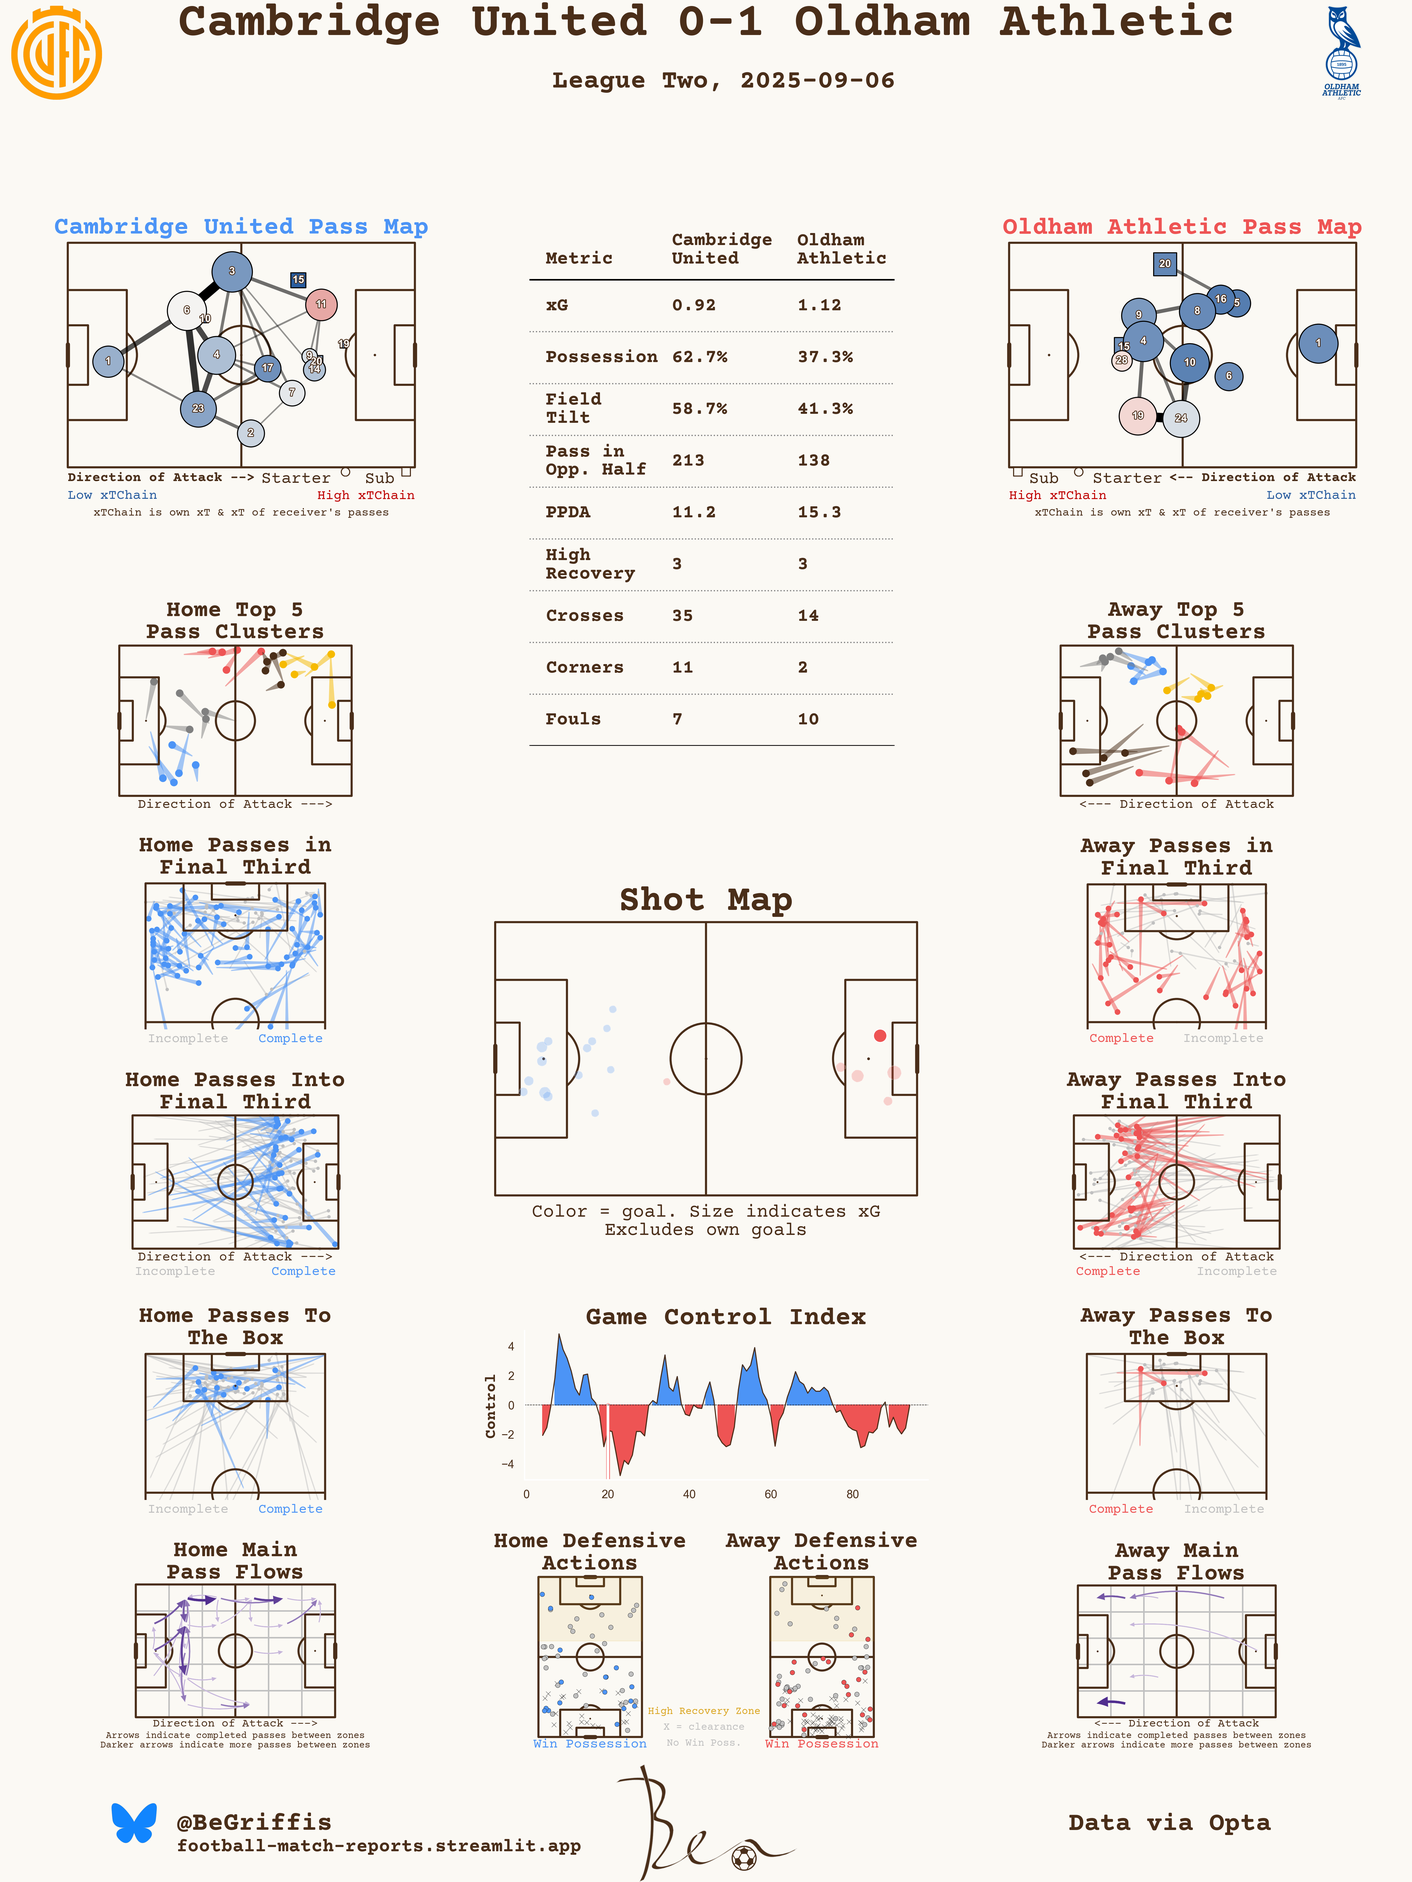 Cambridge United 0-1 Oldham Athletic
League Two, 2025-09-06
UFC
1895
OLDHAM
ATHLETIC
AFC
Cambridge United Pass Map
3
15
11
6
10
19
1
4
9
20
14
17
7
23
2
Direction of Attack --> Starter Sub
Low xTChain High xTChain
xTChain is own xT & xT of receiver's passes
Metric Cambridge United Oldham Athletic
xG 0.92 1.12
Possession 62.7% 37.3%
Field Tilt 58.7% 41.3%
Pass in Opp. Half 213 138
PPDA 11.2 15.3
High Recovery 3 3
Crosses 35 14
Corners 11 2
Fouls 7 10
Oldham Athletic Pass Map
20
16
5
9
8
4
15
28
10
1
6
19
24
Sub Starter <-- Direction of Attack
High xTChain Low xTChain
xTChain is own xT & xT of receiver's passes
Home Top 5
Pass Clusters
Direction of Attack --->
Away Top 5
Pass Clusters
<--- Direction of Attack
Home Passes in
Final Third
Incomplete Complete
Away Passes in
Final Third
Complete Incomplete
Shot Map
Color = goal. Size indicates xG
Excludes own goals
Home Passes Into
Final Third
Direction of Attack --->
Incomplete Complete
Away Passes Into
Final Third
<--- Direction of Attack
Complete Incomplete
Home Passes To
The Box
Incomplete Complete
Game Control Index
Control
4
2
0
−2
−4
0 20 40 60 80
Away Passes To
The Box
Complete Incomplete
Home Main
Pass Flows
Direction of Attack --->
Arrows indicate completed passes between zones
Darker arrows indicate more passes between zones
Home Defensive
Actions
Win Possession
High Recovery Zone
X = clearance
No Win Poss.
Away Defensive
Actions
Win Possession
Away Main
Pass Flows
<--- Direction of Attack
Arrows indicate completed passes between zones
Darker arrows indicate more passes between zones
@BeGriffis
football-match-reports.streamlit.app
Ben
Data via Opta